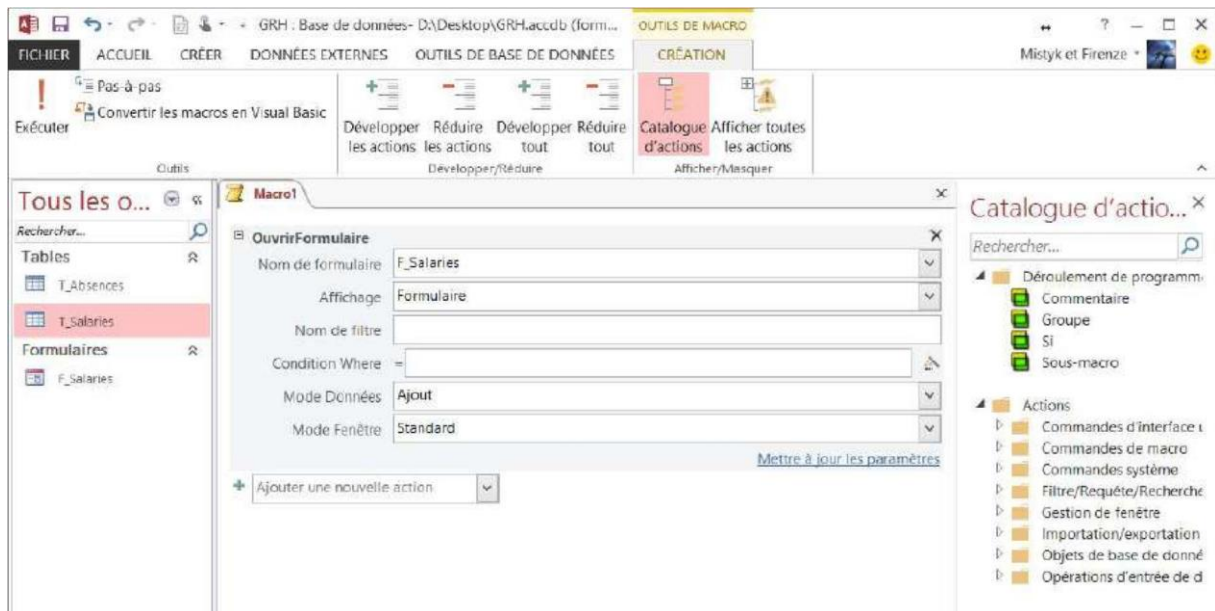 GRH : Base de données- D:\Desktop\GRH.accdb (form...
OUTILS DE MACRO
?
FICHIER ACCUEIL CRÉER DONNÉES EXTERNES OUTILS DE BASE DE DONNÉES CRÉATION
Mistyk et Firenze
Exécuter
Pas-à-pas
Convertir les macros en Visual Basic
Outils
Développer les actions
Réduire les actions
Développer tout
Réduire tout
Développer/Réduire
Catalogue d'actions
Afficher toutes les actions
Afficher/Masquer
Tous les o...
Rechercher...
Tables
T_Absences
T_Salaries
Formulaires
F_Salaries
Macro1
OuvrirFormulaire
Nom de formulaire F_Salaries
Affichage Formulaire
Nom de filtre
Condition Where =
Mode Données Ajout
Mode Fenêtre Standard
Mettre à jour les paramètres
Ajouter une nouvelle action
Catalogue d'actio...
Rechercher...
Déroulement de programm
Commentaire
Groupe
Si
Sous-macro
Actions
Commandes d'interface u
Commandes de macro
Commandes système
Filtre/Requête/Recherche
Gestion de fenêtre
Importation/exportation
Objets de base de donné
Opérations d'entrée de d